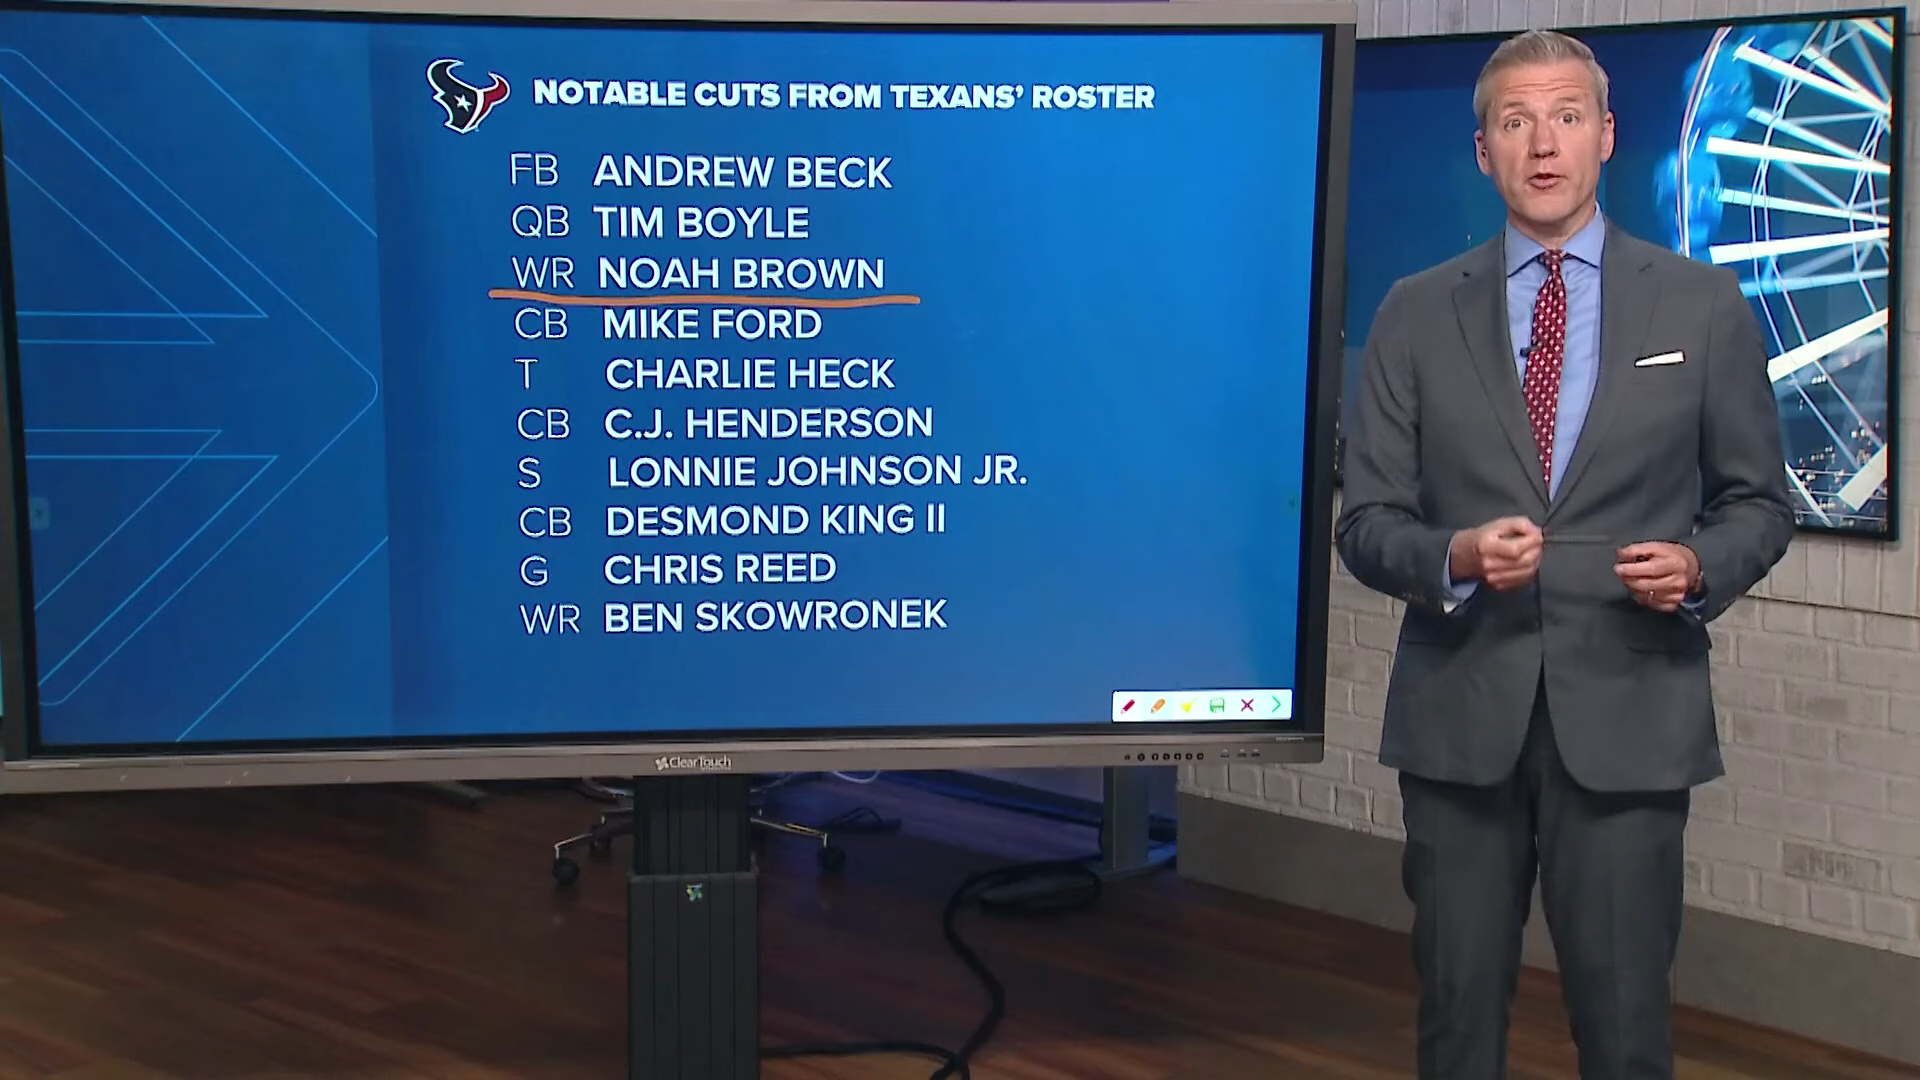 NOTABLE CUTS FROM TEXANS' ROSTER
FB ANDREW BECK
QB TIM BOYLE
WR NOAH BROWN
CB MIKE FORD
T CHARLIE HECK
CB C.J. HENDERSON
S LONNIE JOHNSON JR.
CB DESMOND KING II
G CHRIS REED
WR BEN SKOWRONEK
ClearTouch